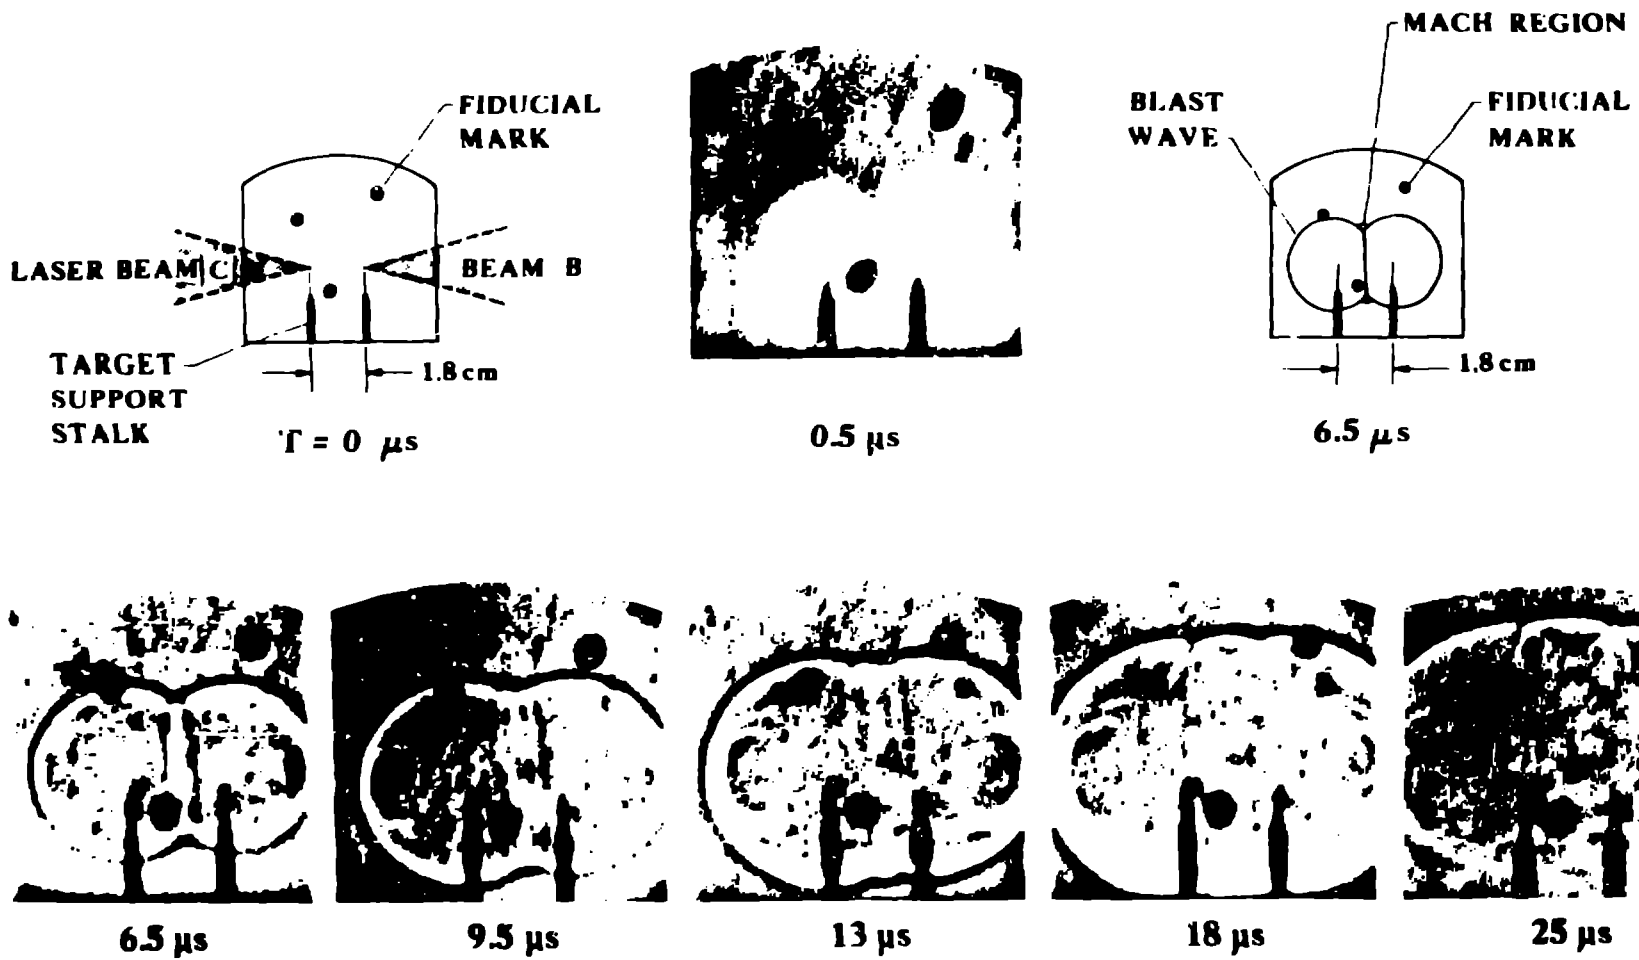 FIDUCIAL
MARK
LASER BEAM C
BEAM B
TARGET
SUPPORT
STALK
1.8 cm
T = 0 μs
0.5 μs
MACH REGION
BLAST
WAVE
FIDUCIAL
MARK
1.8 cm
6.5 μs
6.5 μs
9.5 μs
13 μs
18 μs
25 μs